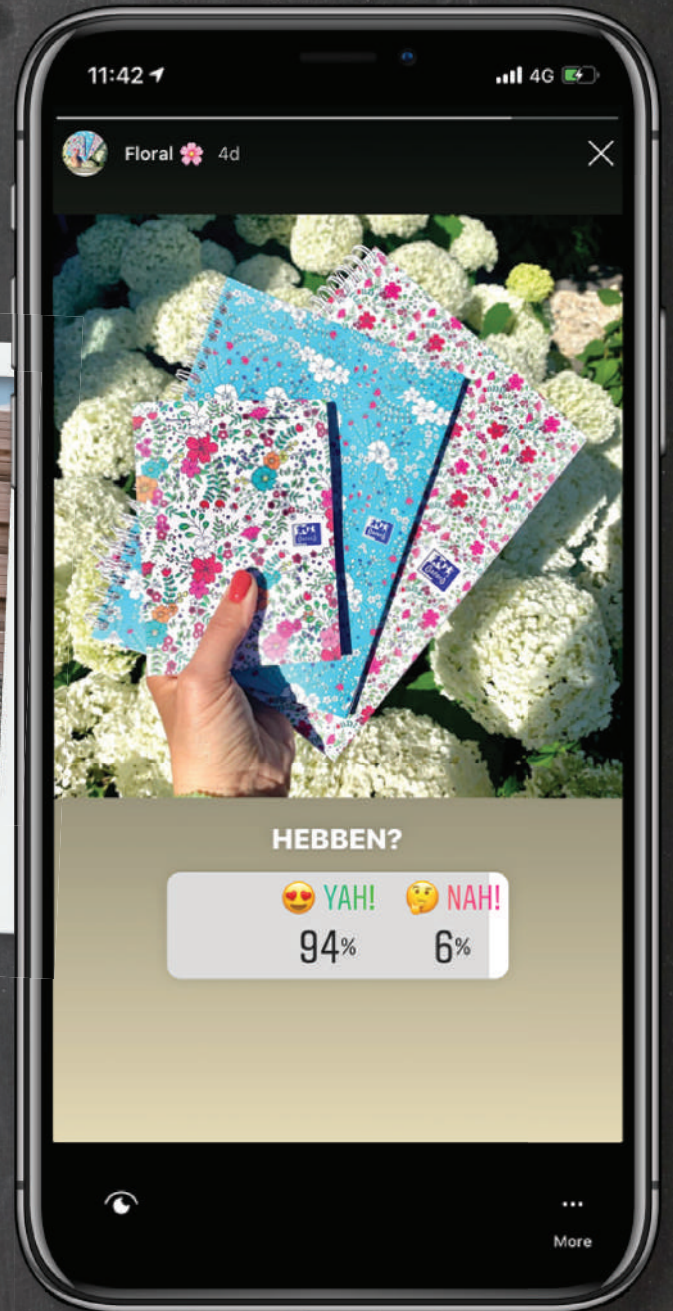 11:42
4G
Floral 🌸 4d
HEBBEN?
😍 YAH! 🤔 NAH!
94% 6%
...
More